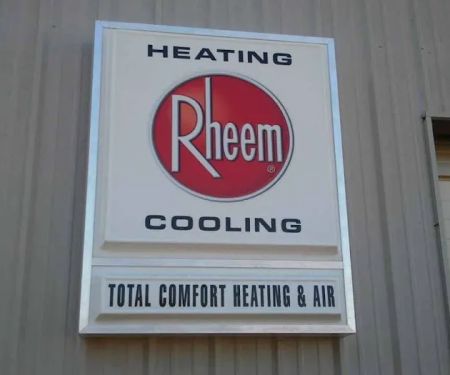 HEATING
Rheem®
COOLING
TOTAL COMFORT HEATING & AIR